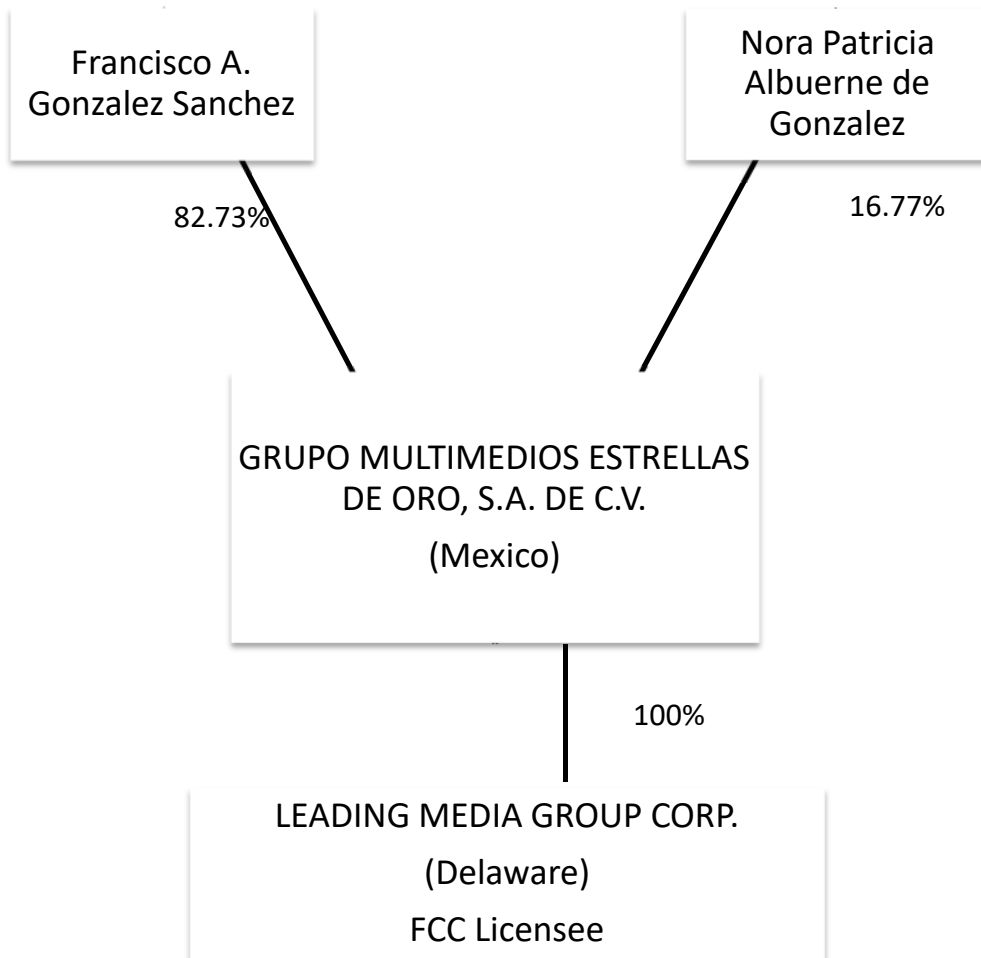 Francisco A.
Gonzalez Sanchez
Nora Patricia
Albuerne de
Gonzalez
82.73%
16.77%
GRUPO MULTIMEDIOS ESTRELLAS
DE ORO, S.A. DE C.V.
(Mexico)
100%
LEADING MEDIA GROUP CORP.
(Delaware)
FCC Licensee